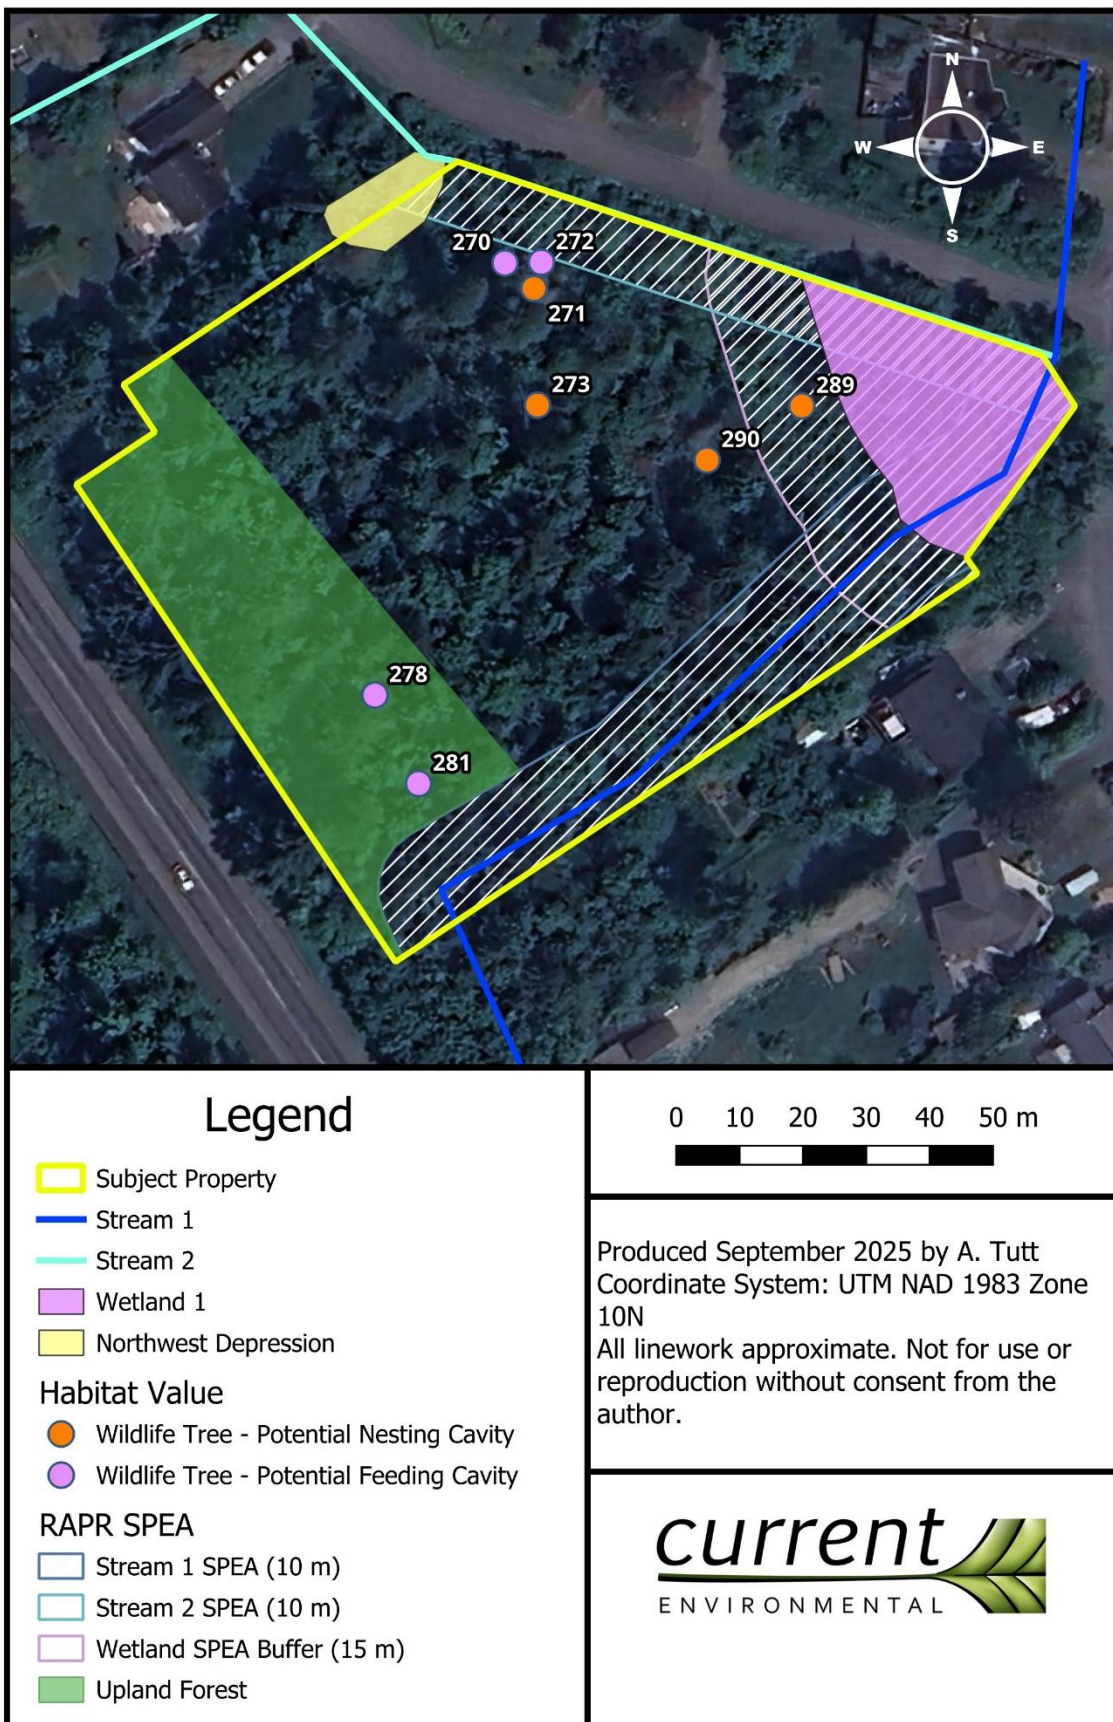 N
W
E
S
270
272
271
273
289
290
278
281
Legend
Subject Property
Stream 1
Stream 2
Wetland 1
Northwest Depression
Habitat Value
Wildlife Tree - Potential Nesting Cavity
Wildlife Tree - Potential Feeding Cavity
RAPR SPEA
Stream 1 SPEA (10 m)
Stream 2 SPEA (10 m)
Wetland SPEA Buffer (15 m)
Upland Forest
0 10 20 30 40 50 m
Produced September 2025 by A. Tutt
Coordinate System: UTM NAD 1983 Zone
10N
All linework approximate. Not for use or
reproduction without consent from the
author.
current
ENVIRONMENTAL